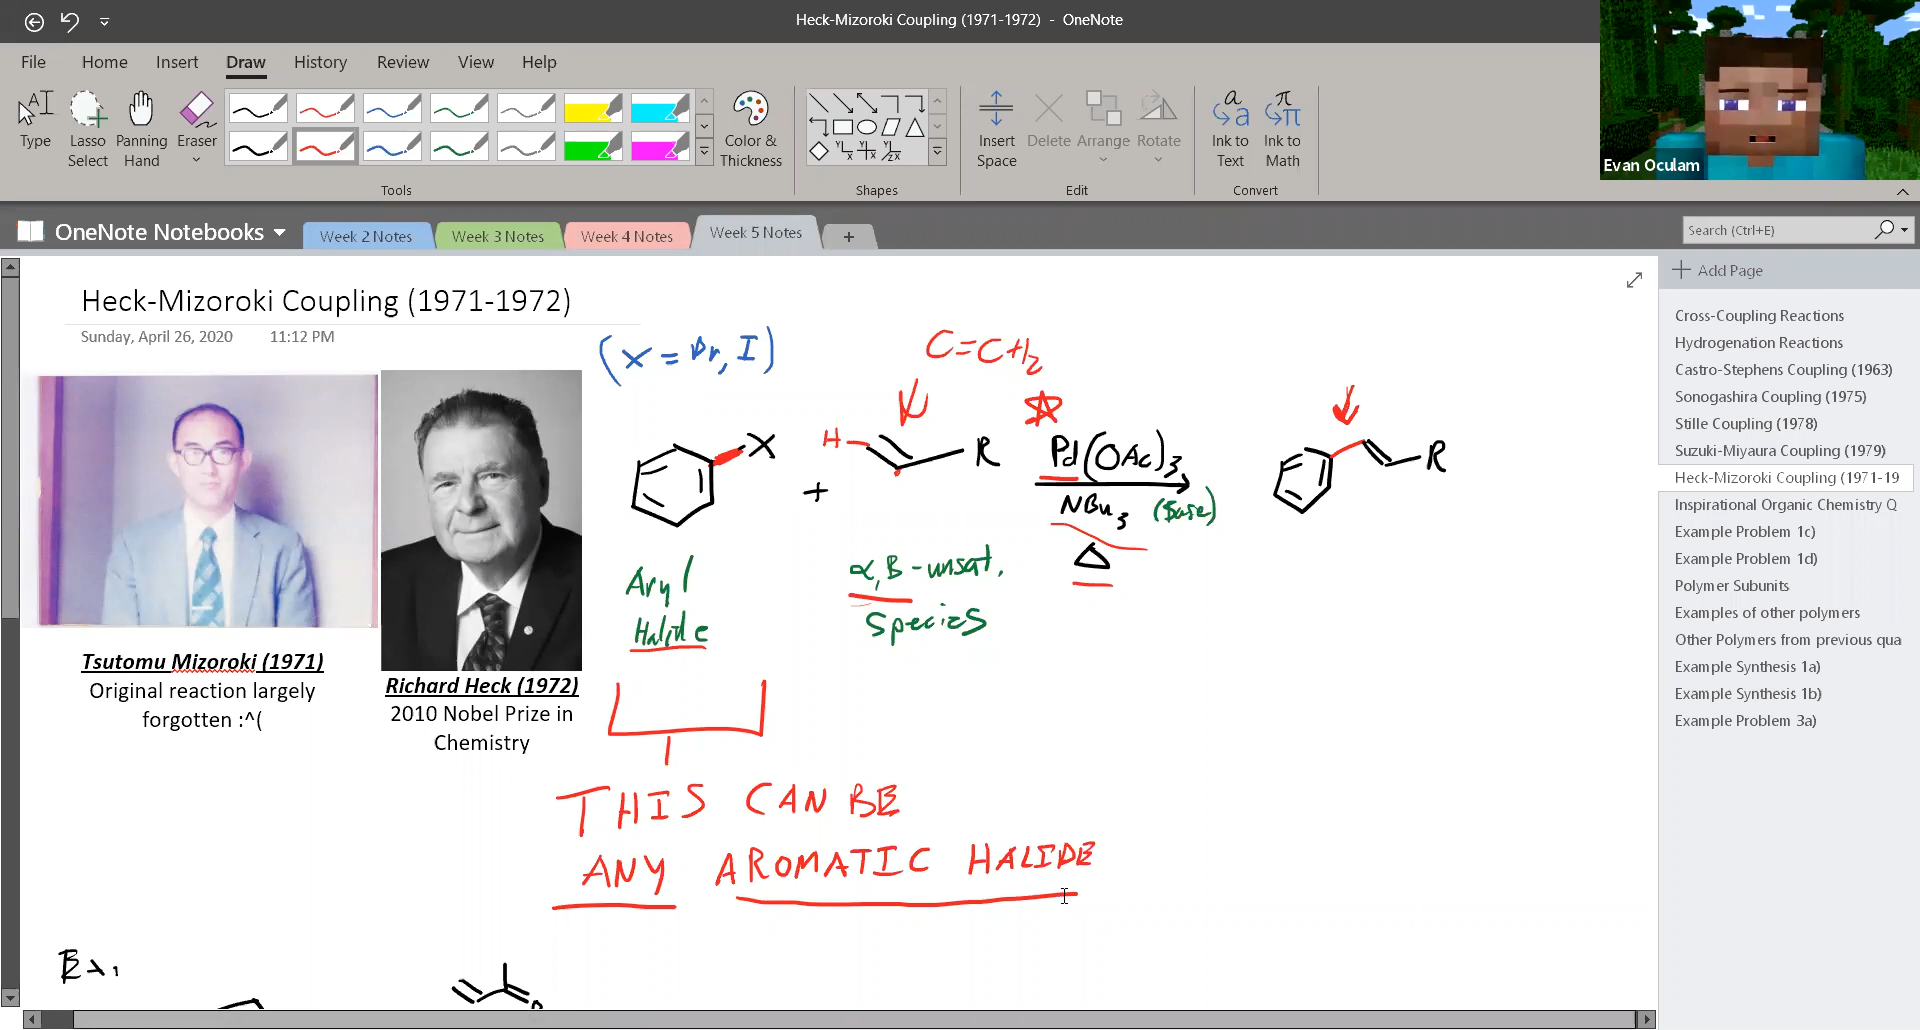 Heck-Mizoroki Coupling (1971-1972) - OneNote
File Home Insert Draw History Review View Help
Type
Lasso Select
Panning Hand
Eraser
Color & Thickness
Insert Space
Delete
Arrange
Rotate
Ink to Text
Ink to Math
Tools
Shapes
Edit
Convert
Evan Oculam
OneNote Notebooks
Week 2 Notes
Week 3 Notes
Week 4 Notes
Week 5 Notes
Search (Ctrl+E)
Heck-Mizoroki Coupling (1971-1972)
Sunday, April 26, 2020 11:12 PM
(X = Br, I)
C=CH2
X
+
H
R
Pd(OAc)3
NBu3 (Base)
Δ
R
Aryl
Halide
α,B-unsat.
Species
Tsutomu Mizoroki (1971)
Original reaction largely
forgotten :^(
Richard Heck (1972)
2010 Nobel Prize in
Chemistry
THIS CAN BE
ANY AROMATIC HALIDE
Ex.
Add Page
Cross-Coupling Reactions
Hydrogenation Reactions
Castro-Stephens Coupling (1963)
Sonogashira Coupling (1975)
Stille Coupling (1978)
Suzuki-Miyaura Coupling (1979)
Heck-Mizoroki Coupling (1971-19
Inspirational Organic Chemistry Q
Example Problem 1c)
Example Problem 1d)
Polymer Subunits
Examples of other polymers
Other Polymers from previous qua
Example Synthesis 1a)
Example Synthesis 1b)
Example Problem 3a)